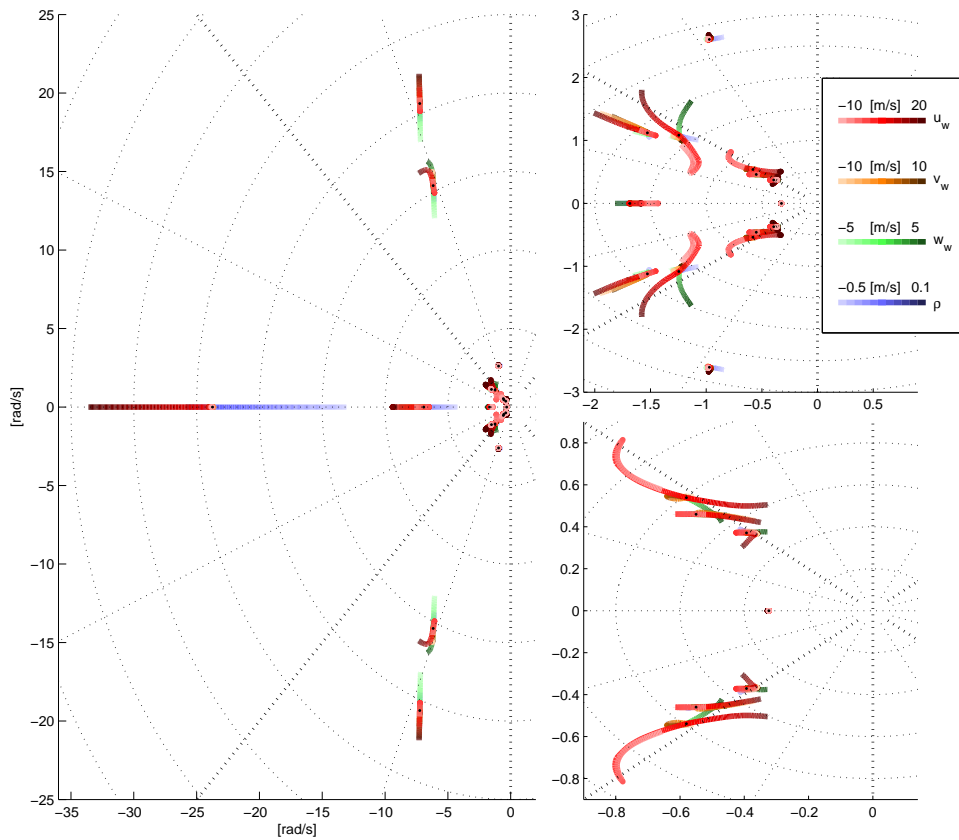 25
20
15
10
5
0
−5
−10
−15
−20
−25
[rad/s]
−35 −30 −25 −20 −15 −10 −5 0
[rad/s]
3
2
1
0
−1
−2
−3
−2 −1.5 −1 −0.5 0 0.5
−10 [m/s] 20
u_w
−10 [m/s] 10
v_w
−5 [m/s] 5
w_w
−0.5 [m/s] 0.1
ρ
0.8
0.6
0.4
0.2
0
−0.2
−0.4
−0.6
−0.8
−0.8 −0.6 −0.4 −0.2 0